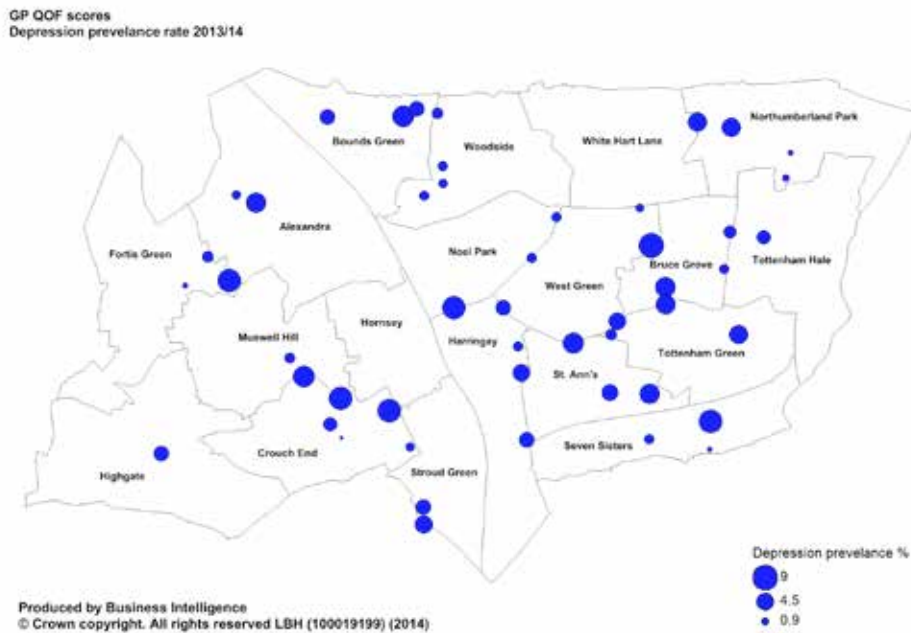 GP QOF scores
Depression prevelance rate 2013/14
Northumberland Park
Bounds Green
Woodside
White Hart Lane
Alexandra
Fortis Green
Noel Park
Bruce Grove
Tottenham Hale
West Green
Hornsey
Muswell Hill
Harringay
Tottenham Green
St. Ann's
Seven Sisters
Crouch End
Stroud Green
Highgate
Depression prevelance %
9
4.5
0.9
Produced by Business Intelligence
© Crown copyright. All rights reserved LBH (100019199) (2014)